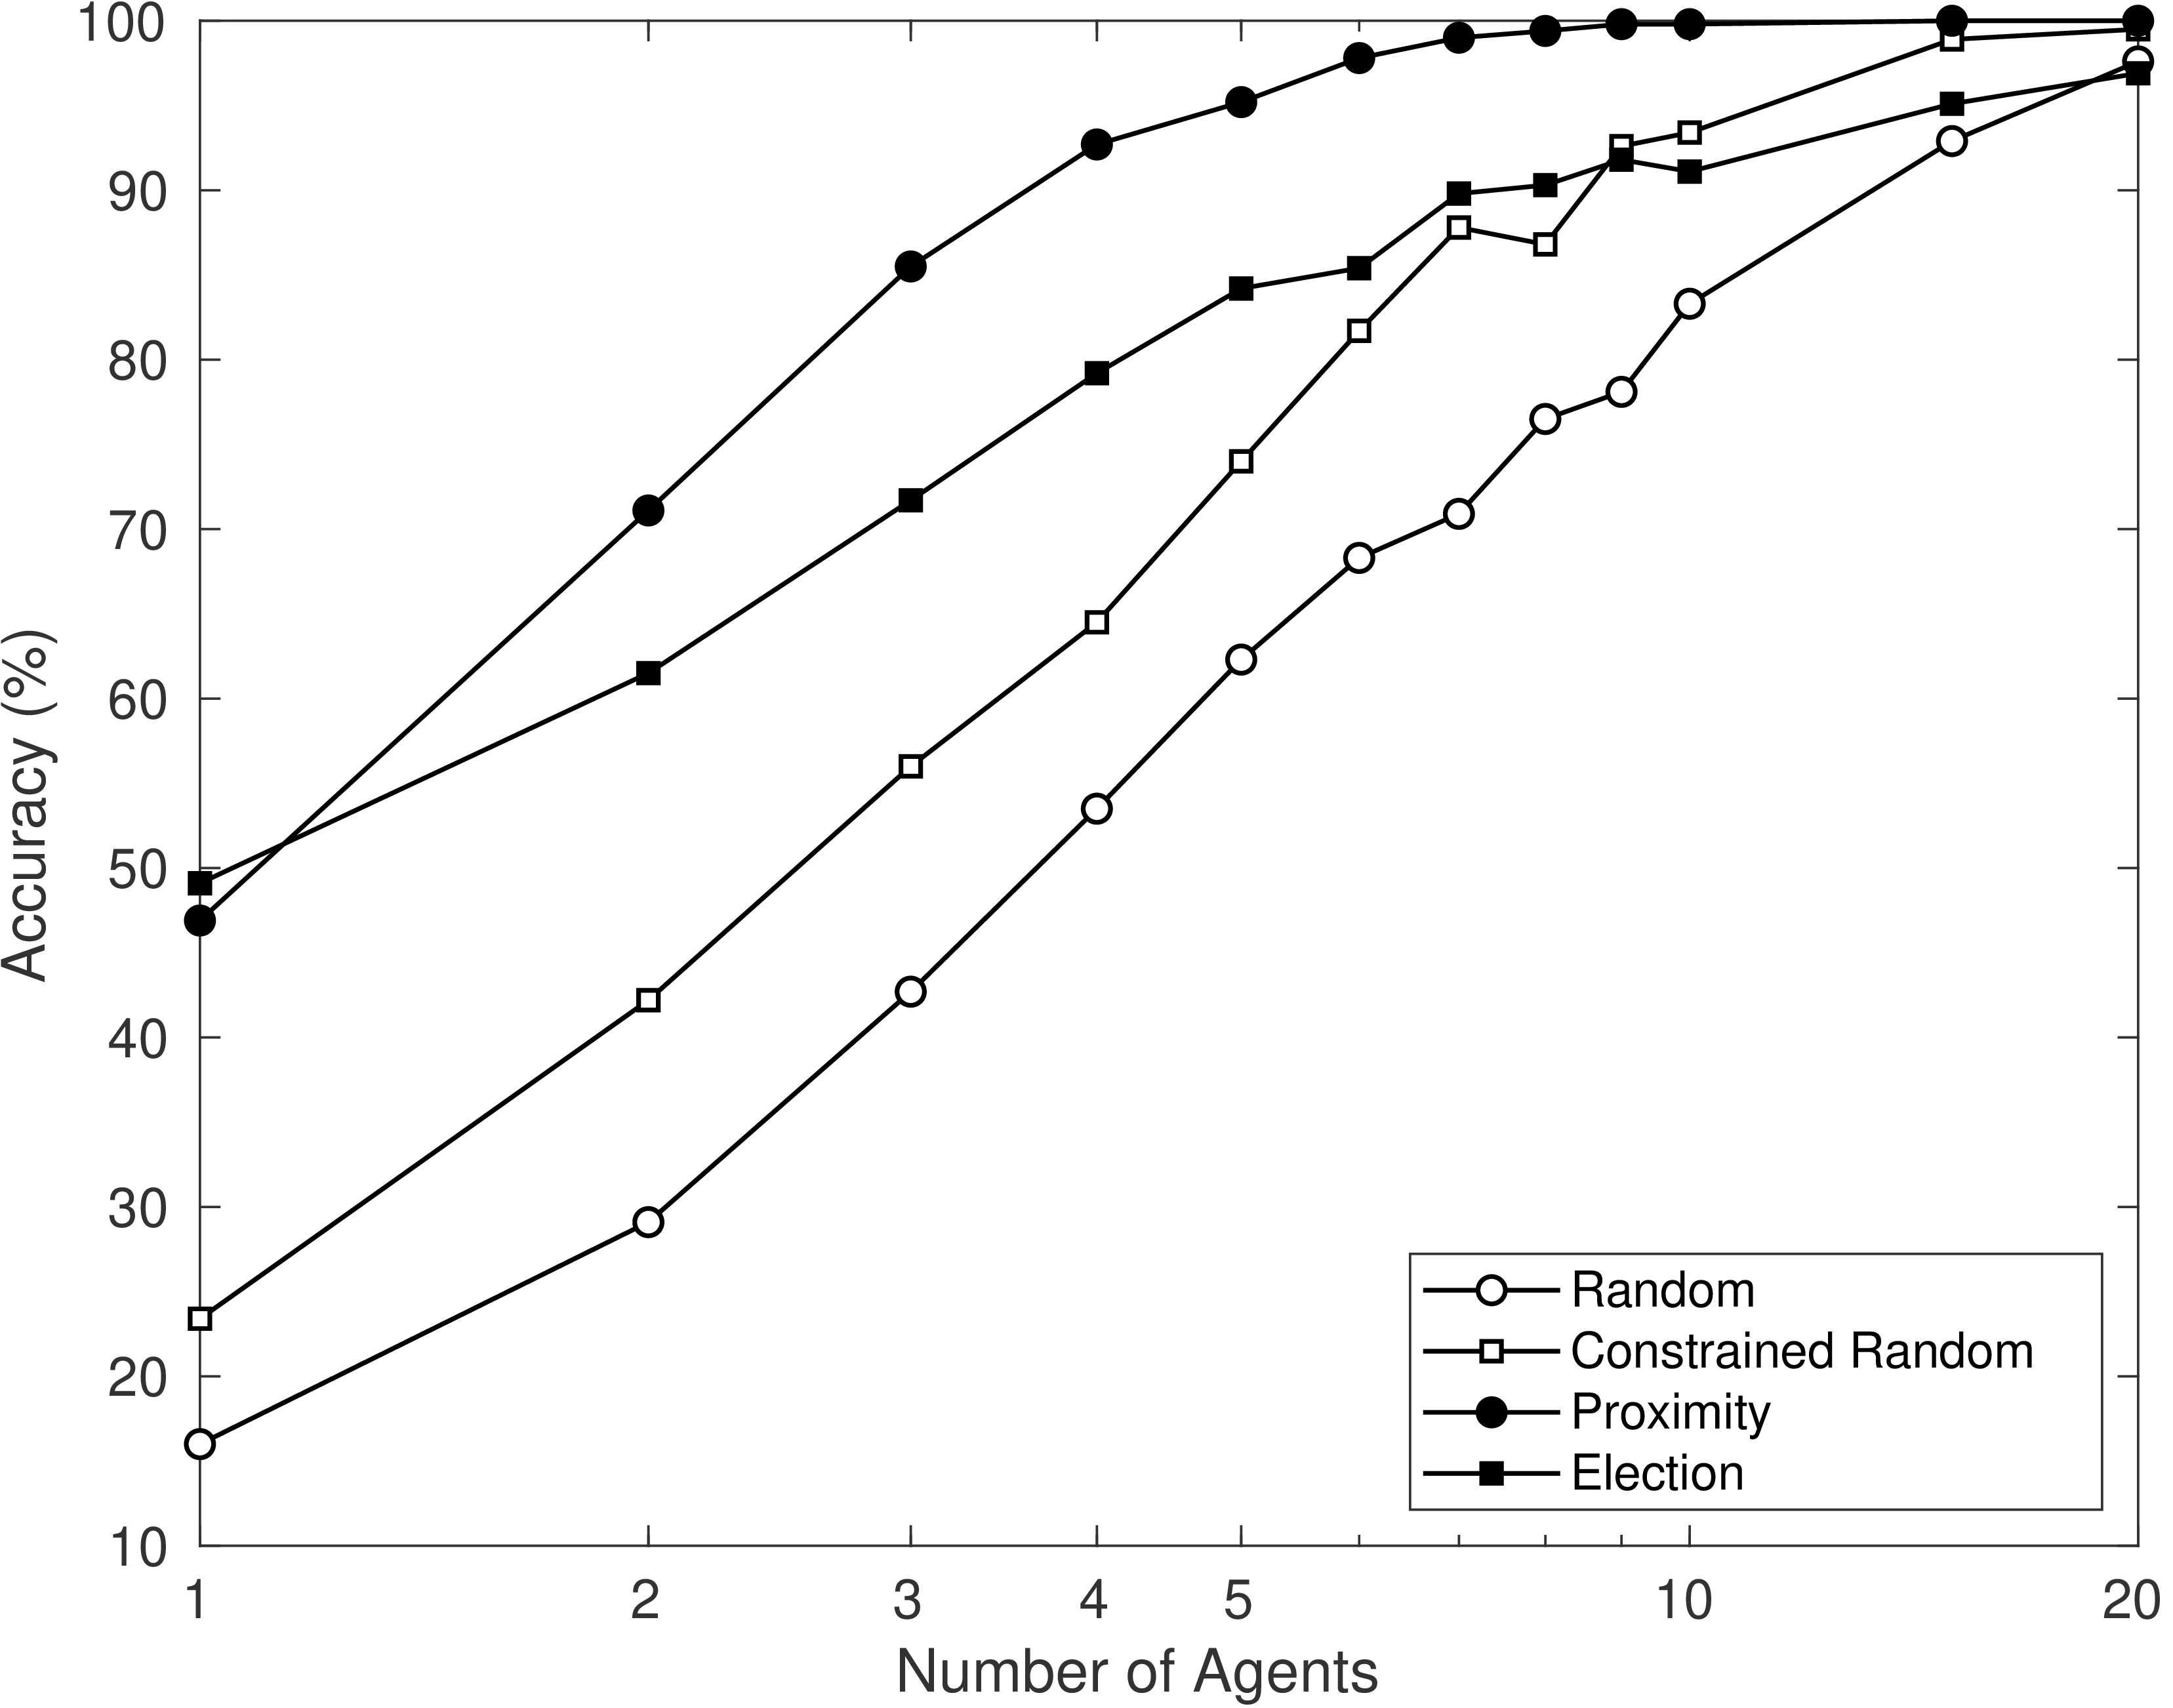 100
90
80
70
60
50
40
30
20
10
Accuracy (%)
Random
Constrained Random
Proximity
Election
1 2 3 4 5 10 20
Number of Agents